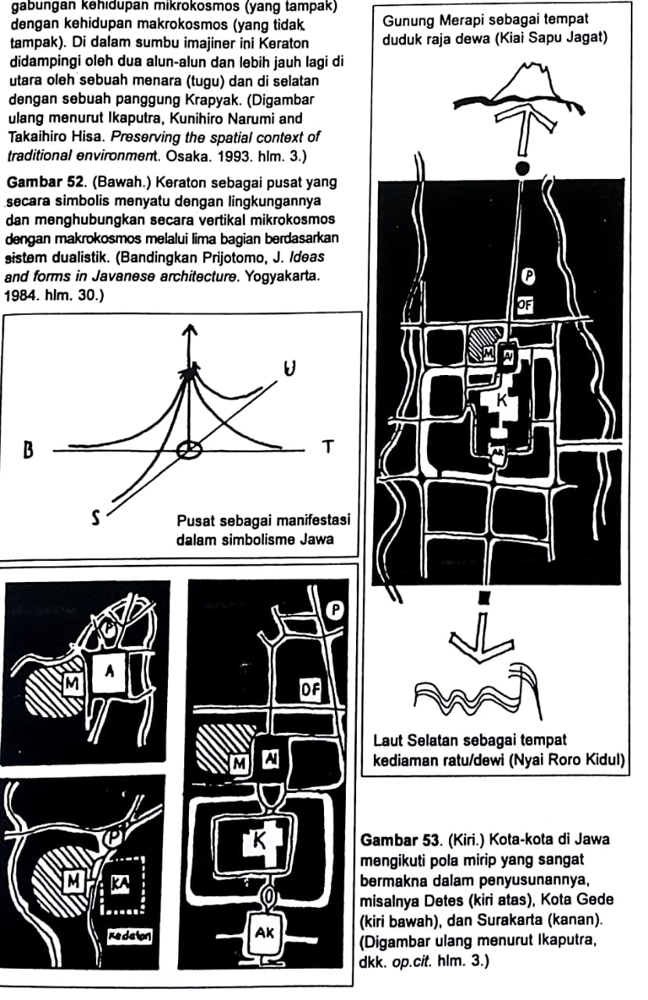 gabungan kehidupan mikrokosmos (yang tampak)
dengan kehidupan makrokosmos (yang tidak
tampak). Di dalam sumbu imajiner ini Keraton
didampingi oleh dua alun-alun dan lebih jauh lagi di
utara oleh sebuah menara (tugu) dan di selatan
dengan sebuah panggung Krapyak. (Digambar
ulang menurut Ikaputra, Kunihiro Narumi and
Takaihiro Hisa. Preserving the spatial context of
traditional environment. Osaka. 1993. hlm. 3.)
Gambar 52. (Bawah.) Keraton sebagai pusat yang
secara simbolis menyatu dengan lingkungannya
dan menghubungkan secara vertikal mikrokosmos
dengan makrokosmos melalui lima bagian berdasarkan
sistem dualistik. (Bandingkan Prijotomo, J. Ideas
and forms in Javanese architecture. Yogyakarta.
1984. hlm. 30.)
U
B
T
S
Pusat sebagai manifestasi
dalam simbolisme Jawa
Gunung Merapi sebagai tempat
duduk raja dewa (Kiai Sapu Jagat)
P
OF
M
Al
K
AK
Laut Selatan sebagai tempat
kediaman ratu/dewi (Nyai Roro Kidul)
P
M
A
P
M
KA
Kedaton
P
OF
M
Al
K
AK
Gambar 53. (Kiri.) Kota-kota di Jawa
mengikuti pola mirip yang sangat
bermakna dalam penyusunannya,
misalnya Detes (kiri atas), Kota Gede
(kiri bawah), dan Surakarta (kanan).
(Digambar ulang menurut Ikaputra,
dkk. op.cit. hlm. 3.)